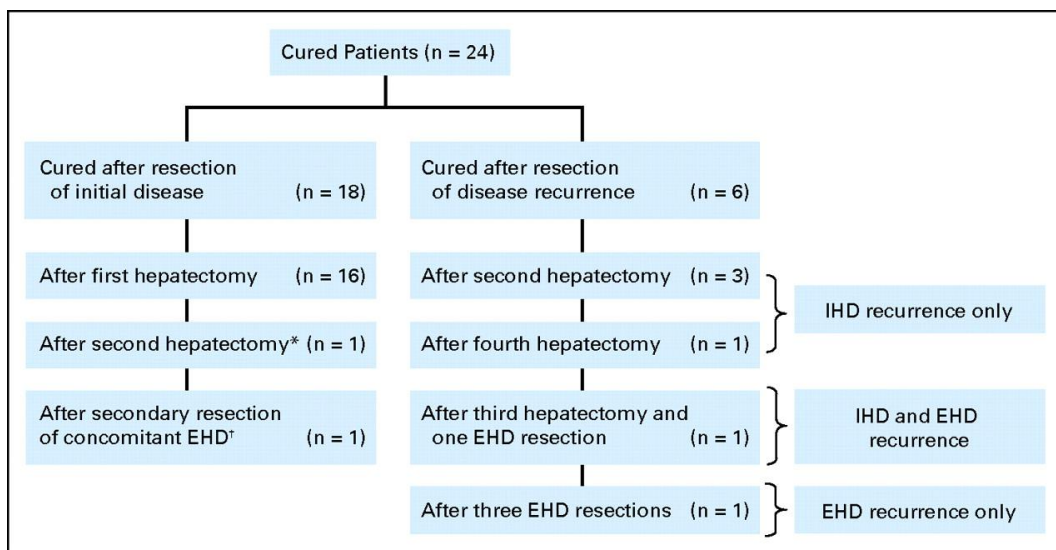 Cured Patients (n = 24)
Cured after resection
of initial disease (n = 18)
After first hepatectomy (n = 16)
After second hepatectomy* (n = 1)
After secondary resection
of concomitant EHD† (n = 1)
Cured after resection
of disease recurrence (n = 6)
After second hepatectomy (n = 3)
After fourth hepatectomy (n = 1)
IHD recurrence only
After third hepatectomy and
one EHD resection (n = 1)
IHD and EHD
recurrence
After three EHD resections (n = 1)
EHD recurrence only